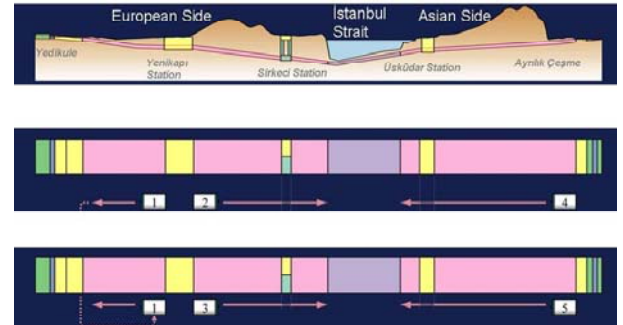 European Side
İstanbul
Strait
Asian Side
Yedikule
Yenikapı
Station
Sirkeci Station
Üsküdar Station
Ayrılık Çeşme
1
2
4
1
3
5